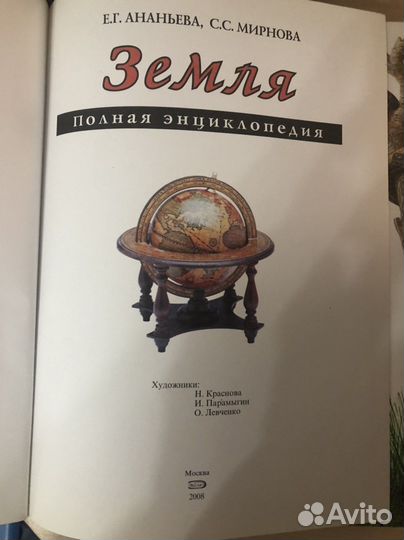 Е.Г. АНАНЬЕВА, С.С. МИРНОВА
Земля
Полная энциклопедия
Художники:
Н. Краснова
И. Парамыгин
О. Левченко
Москва
2008
Avito